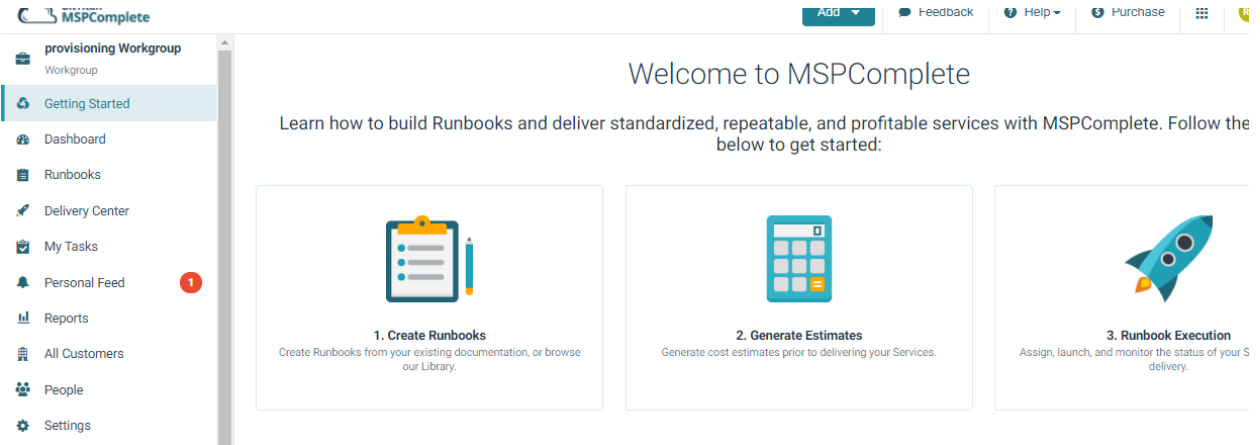 MSPComplete
Add
Feedback
Help
Purchase
provisioning Workgroup
Workgroup
Getting Started
Dashboard
Runbooks
Delivery Center
My Tasks
Personal Feed
1
Reports
All Customers
People
Settings
Welcome to MSPComplete
Learn how to build Runbooks and deliver standardized, repeatable, and profitable services with MSPComplete. Follow the
below to get started:
1. Create Runbooks
Create Runbooks from your existing documentation, or browse
our Library.
0
2. Generate Estimates
Generate cost estimates prior to delivering your Services.
3. Runbook Execution
Assign, launch, and monitor the status of your S
delivery.